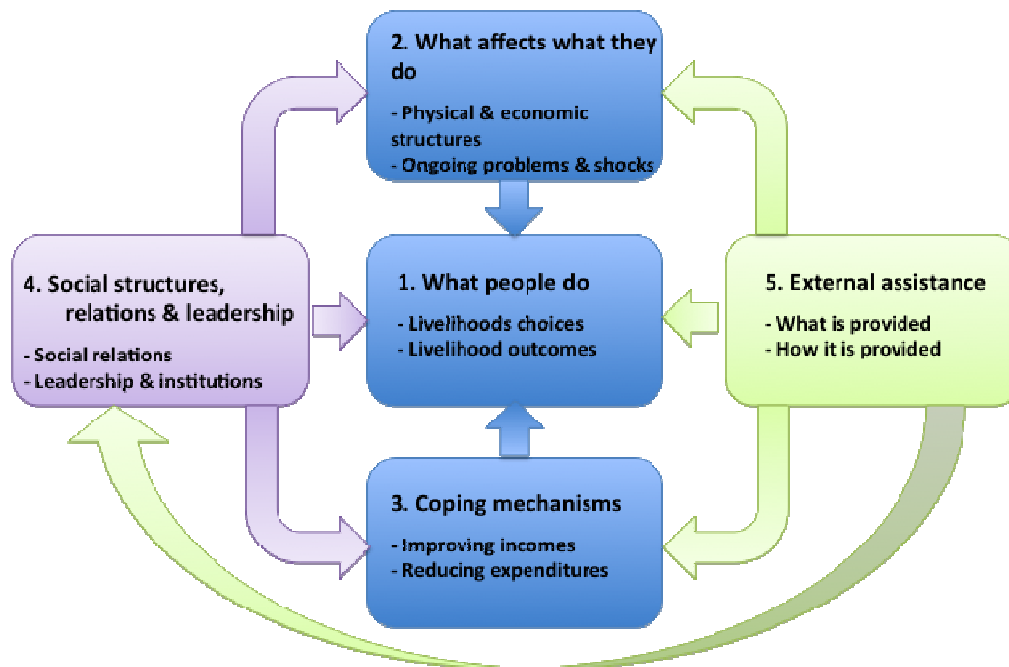 2. What affects what they
do
- Physical & economic
structures
- Ongoing problems & shocks
4. Social structures,
relations & leadership
- Social relations
- Leadership & institutions
1. What people do
- Livelihoods choices
- Livelihood outcomes
5. External assistance
- What is provided
- How it is provided
3. Coping mechanisms
- Improving incomes
- Reducing expenditures